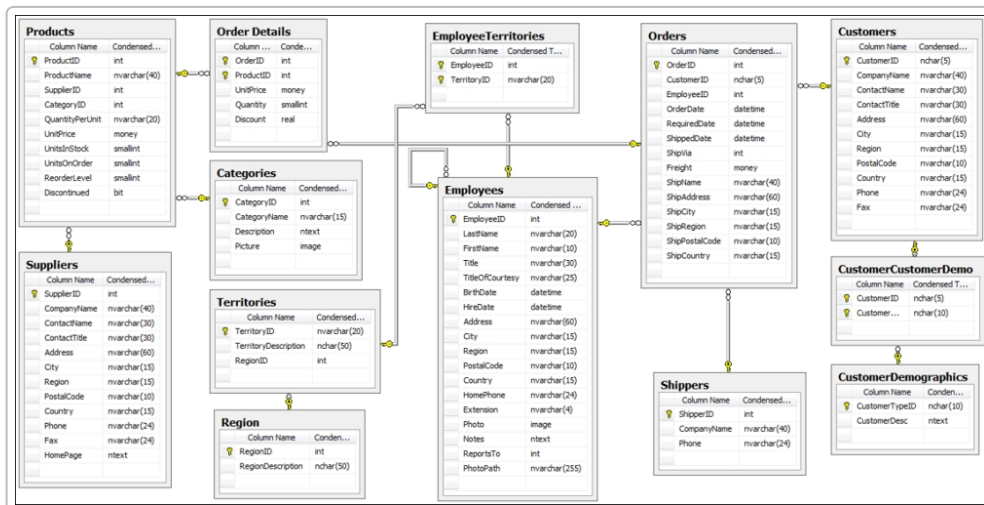 Products
Column Name Condensed...
ProductID int
ProductName nvarchar(40)
SupplierID int
CategoryID int
QuantityPerUnit nvarchar(20)
UnitPrice money
UnitsInStock smallint
UnitsOnOrder smallint
ReorderLevel smallint
Discontinued bit
Order Details
Column ... Conde...
OrderID int
ProductID int
UnitPrice money
Quantity smallint
Discount real
EmployeeTerritories
Column Name Condensed T...
EmployeeID int
TerritoryID nvarchar(20)
Orders
Column Name Condensed...
OrderID int
CustomerID nchar(5)
EmployeeID int
OrderDate datetime
RequiredDate datetime
ShippedDate datetime
ShipVia int
Freight money
ShipName nvarchar(40)
ShipAddress nvarchar(60)
ShipCity nvarchar(15)
ShipRegion nvarchar(15)
ShipPostalCode nvarchar(10)
ShipCountry nvarchar(15)
Customers
Column Name Condensed...
CustomerID nchar(5)
CompanyName nvarchar(40)
ContactName nvarchar(30)
ContactTitle nvarchar(30)
Address nvarchar(60)
City nvarchar(15)
Region nvarchar(15)
PostalCode nvarchar(10)
Country nvarchar(15)
Phone nvarchar(24)
Fax nvarchar(24)
Categories
Column Name Condensed...
CategoryID int
CategoryName nvarchar(15)
Description ntext
Picture image
Employees
Column Name Condensed ...
EmployeeID int
LastName nvarchar(20)
FirstName nvarchar(10)
Title nvarchar(30)
TitleOfCourtesy nvarchar(25)
BirthDate datetime
HireDate datetime
Address nvarchar(60)
City nvarchar(15)
Region nvarchar(15)
PostalCode nvarchar(10)
Country nvarchar(15)
HomePhone nvarchar(24)
Extension nvarchar(4)
Photo image
Notes ntext
ReportsTo int
PhotoPath nvarchar(255)
Suppliers
Column Name Condensed...
SupplierID int
CompanyName nvarchar(40)
ContactName nvarchar(30)
ContactTitle nvarchar(30)
Address nvarchar(60)
City nvarchar(15)
Region nvarchar(15)
PostalCode nvarchar(10)
Country nvarchar(15)
Phone nvarchar(24)
Fax nvarchar(24)
HomePage ntext
Territories
Column Name Condensed...
TerritoryID nvarchar(20)
TerritoryDescription nchar(50)
RegionID int
Region
Column Name Conden...
RegionID int
RegionDescription nchar(50)
Shippers
Column Name Condensed...
ShipperID int
CompanyName nvarchar(40)
Phone nvarchar(24)
CustomerCustomerDemo
Column Name Condensed T...
CustomerID nchar(5)
Customer... nchar(10)
CustomerDemographics
Column Name Conden...
CustomerTypeID nchar(10)
CustomerDesc ntext